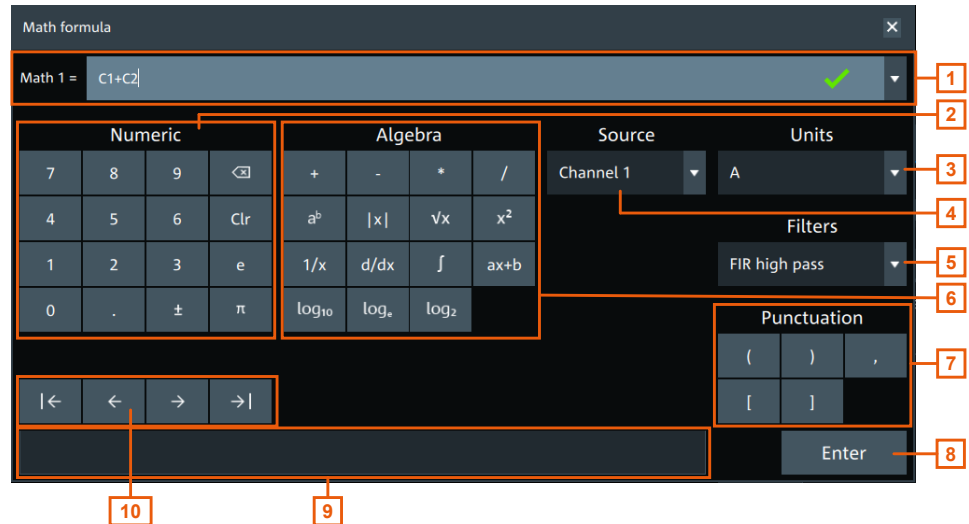 Math formula ✕
Math 1 = C1+C2 1
2
Numeric Algebra Source Units
7 8 9 ⌫ + - * / Channel 1 A 3
4
4 5 6 Clr aᵇ |x| √x x² Filters
1 2 3 e 1/x d/dx ∫ ax+b FIR high pass 5
6
0 . ± π log₁₀ logₑ log₂ Punctuation
( ) , 7
|← ← → →| [ ]
Enter 8
10 9